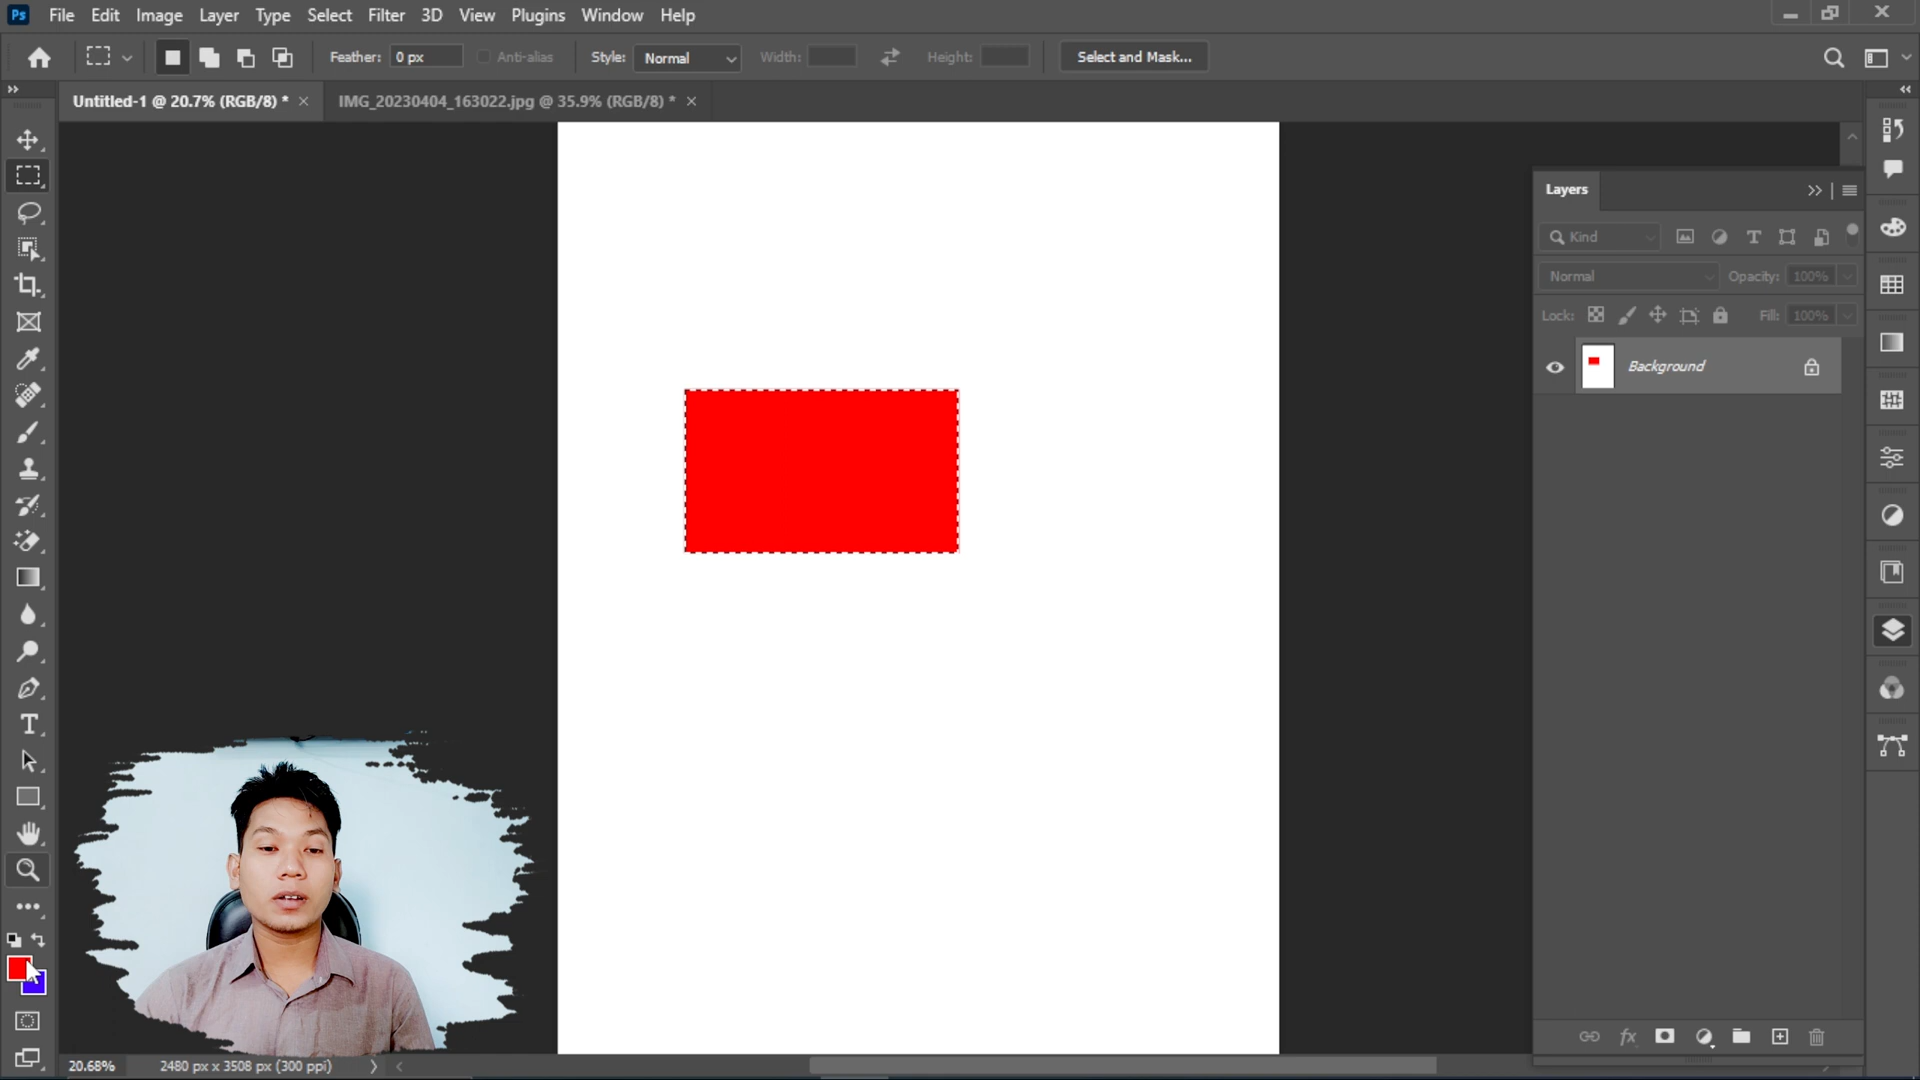 Ps File Edit Image Layer Type Select Filter 3D View Plugins Window Help
Feather: 0 px Anti-alias Style: Normal Width: Height: Select and Mask...
Untitled-1 @ 20.7% (RGB/8) * IMG_20230404_163022.jpg @ 35.9% (RGB/8) *
Layers
Kind
Normal Opacity: 100%
Lock: Fill: 100%
Background
20.68% 2480 px x 3508 px (300 ppi)